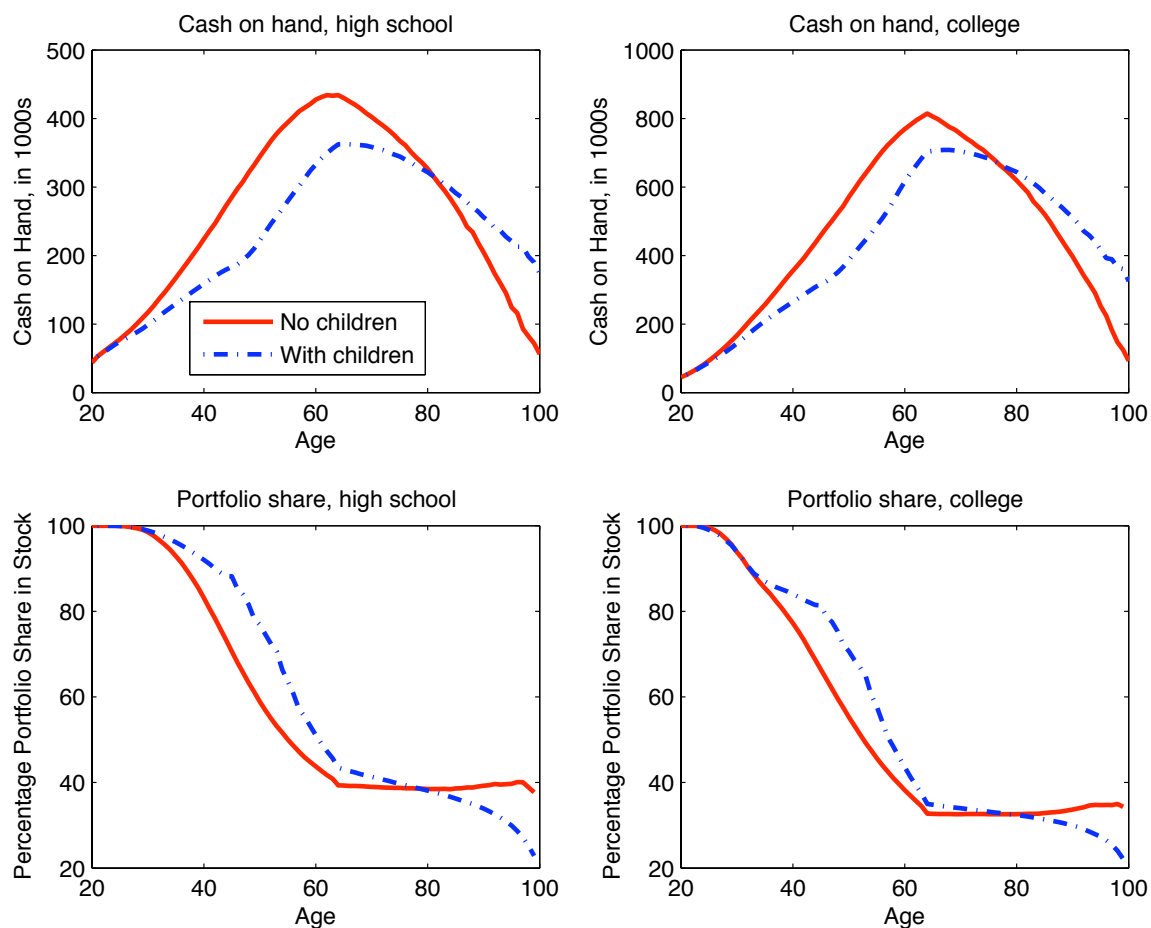 Cash on hand, high school
500
400
300
200
100
0
Cash on Hand, in 1000s
20 40 60 80 100
Age
No children
With children
Cash on hand, college
1000
800
600
400
200
0
Cash on Hand, in 1000s
20 40 60 80 100
Age
Portfolio share, high school
100
80
60
40
20
Percentage Portfolio Share in Stock
20 40 60 80 100
Age
Portfolio share, college
100
80
60
40
20
Percentage Portfolio Share in Stock
20 40 60 80 100
Age